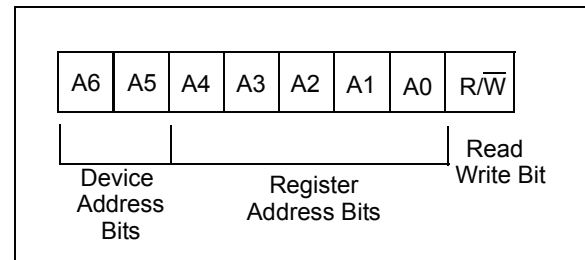 A6 A5 A4 A3 A2 A1 A0 R/W̅
Device
Address
Bits
Register
Address Bits
Read
Write Bit